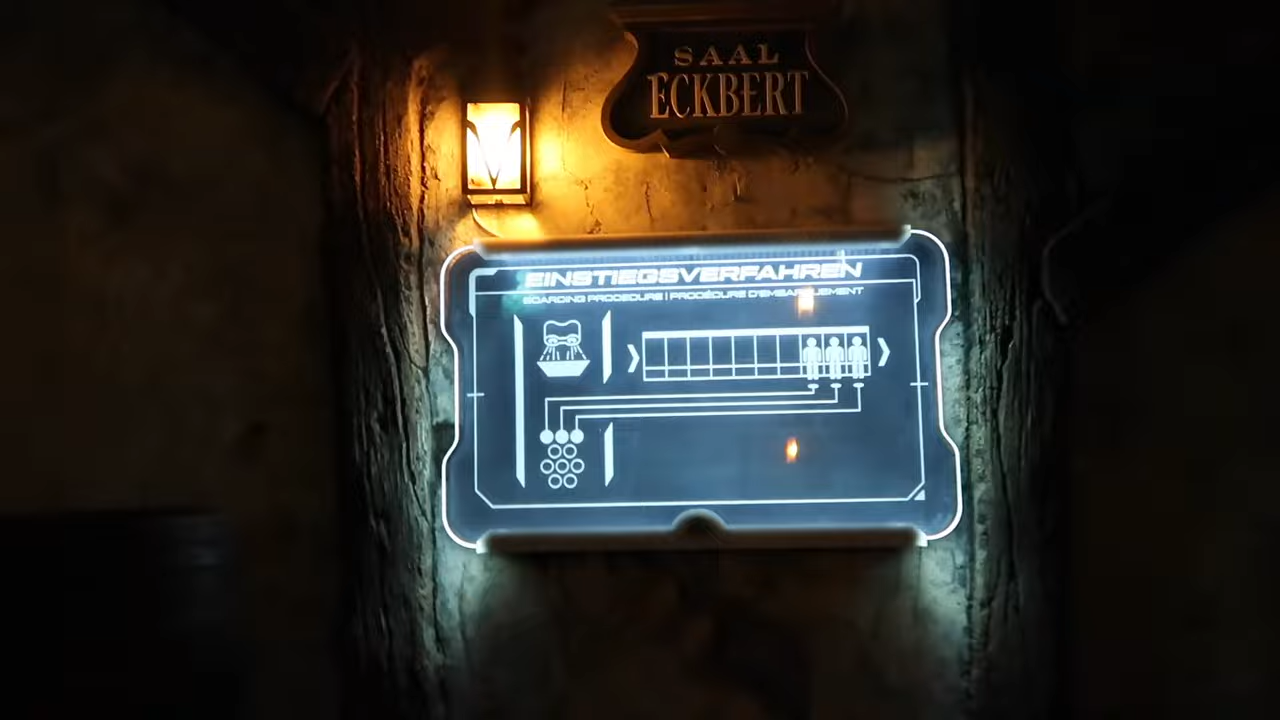 SAAL
ECKBERT
EINSTIEGSVERFAHREN
BOARDING PROCEDURE | PROCÉDURE D'EMBARQUEMENT